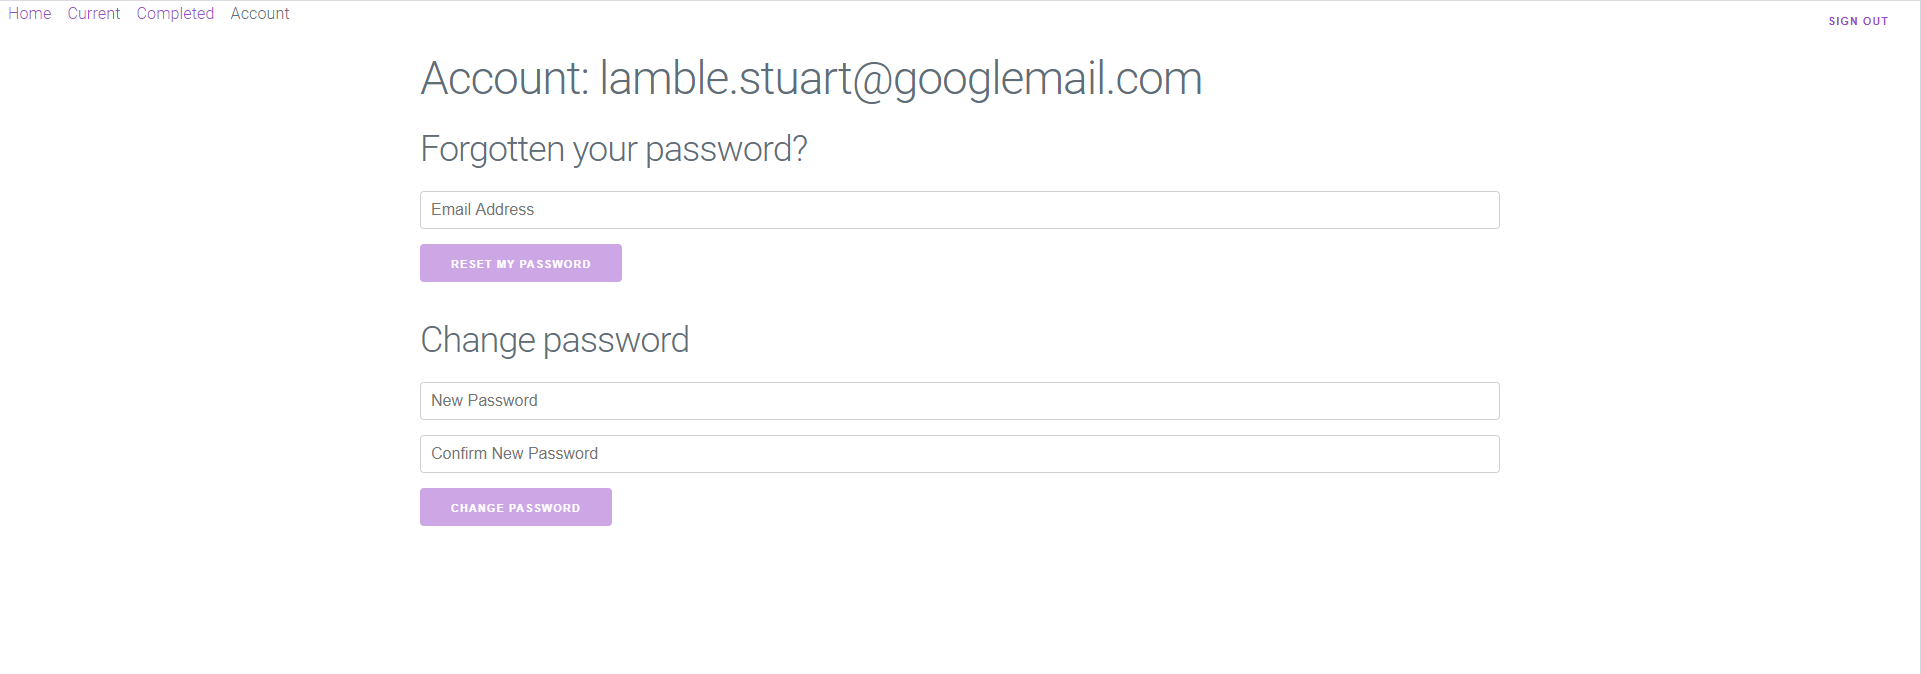 Home Current Completed Account
SIGN OUT
Account: lamble.stuart@googlemail.com
Forgotten your password?
Email Address
RESET MY PASSWORD
Change password
New Password
Confirm New Password
CHANGE PASSWORD